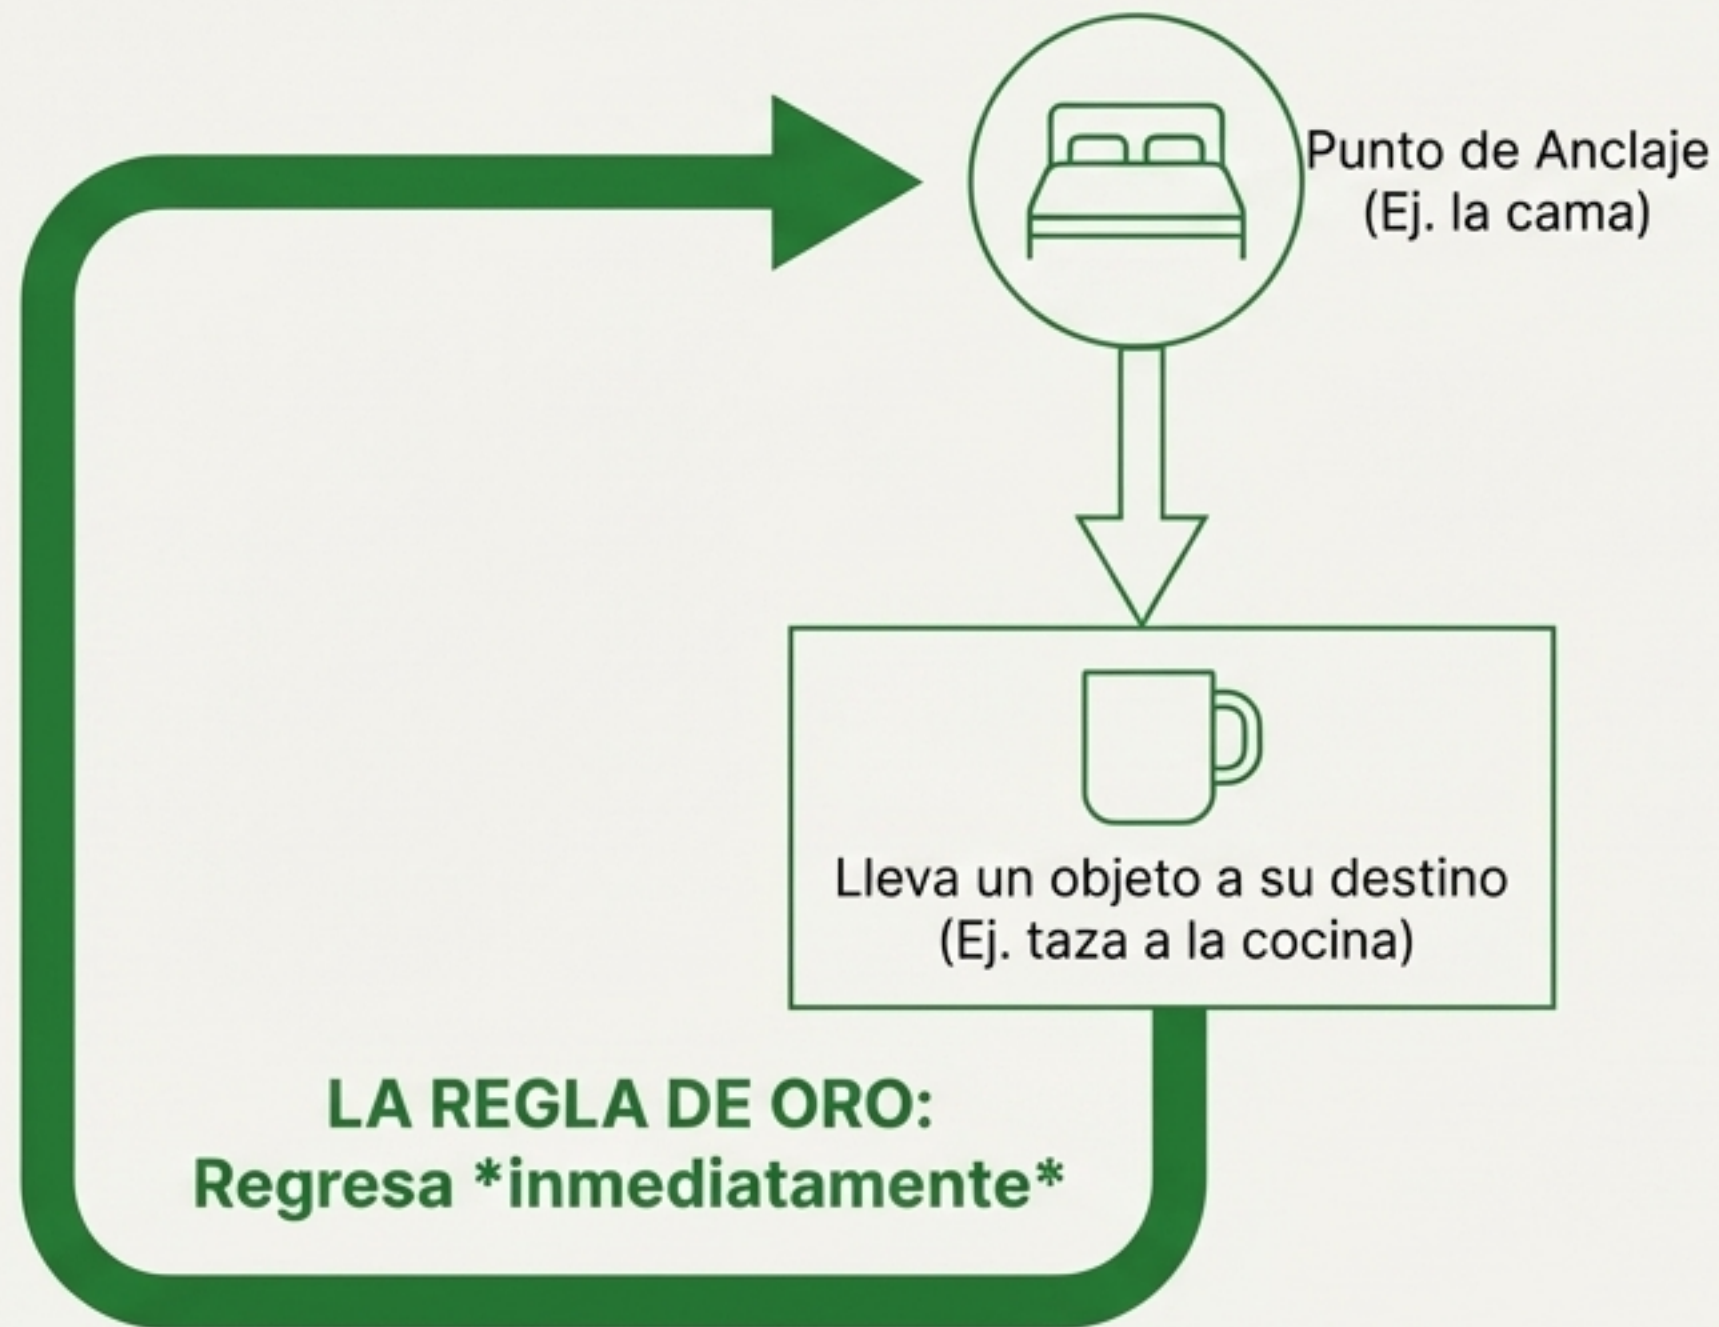 Punto de Anclaje
(Ej. la cama)
Lleva un objeto a su destino
(Ej. taza a la cocina)
LA REGLA DE ORO:
Regresa *inmediatamente*